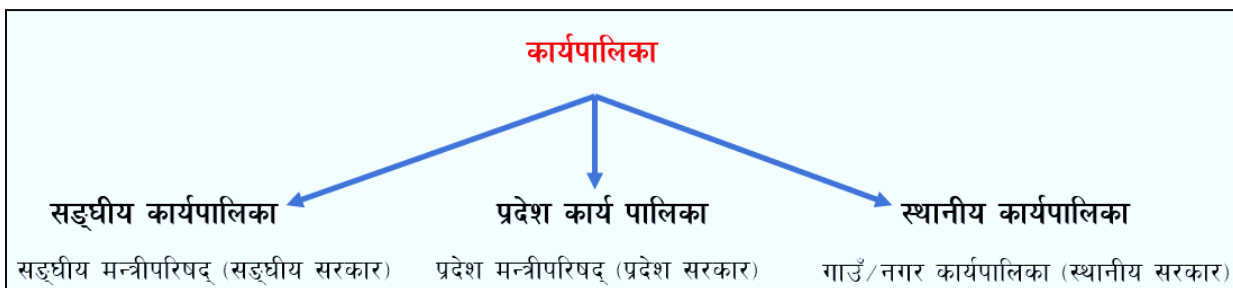 कार्यपालिका
सङ्घीय कार्यपालिका प्रदेश कार्य पालिका स्थानीय कार्यपालिका
सङ्घीय मन्त्रीपरिषद् (सङ्घीय सरकार) प्रदेश मन्त्रीपरिषद् (प्रदेश सरकार) गाउँ/नगर कार्यपालिका (स्थानीय सरकार)